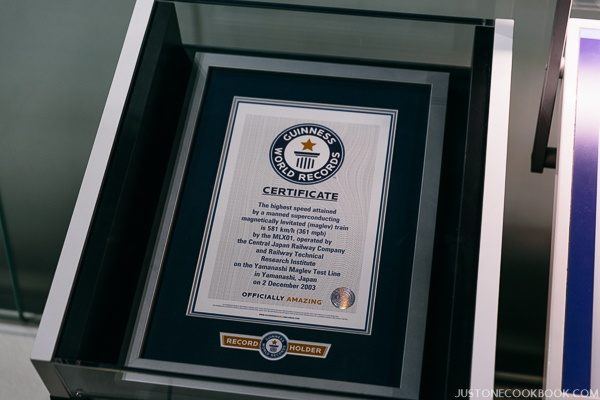 GUINNESS
WORLD RECORDS
CERTIFICATE
The highest speed attained
by a manned superconducting
magnetically levitated (maglev) train
is 581 km/h (361 mph)
by the MLX01, operated by
the Central Japan Railway Company
and Railway Technical
Research Institute
on the Yamanashi Maglev Test Line
in Yamanashi, Japan
on 2 December 2003
OFFICIALLY AMAZING
RECORD HOLDER
JUSTONECOOKBOOK.COM